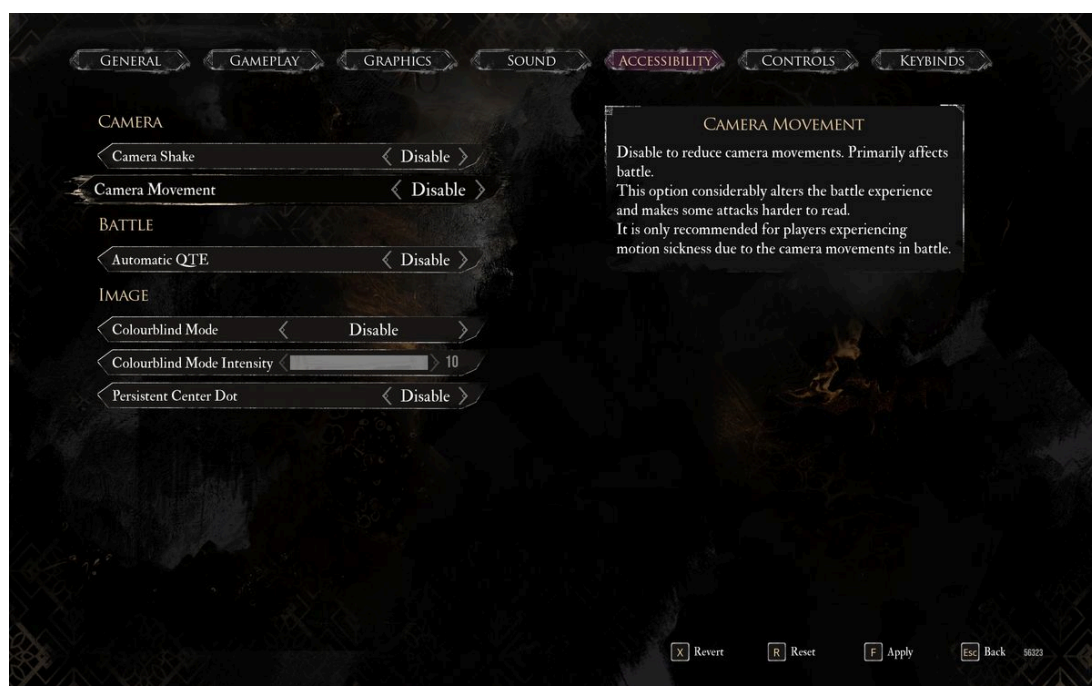 GENERAL
GAMEPLAY
GRAPHICS
SOUND
ACCESSIBILITY
CONTROLS
KEYBINDS
CAMERA
Camera Shake
Disable
Camera Movement
Disable
BATTLE
Automatic QTE
Disable
IMAGE
Colourblind Mode
Disable
Colourblind Mode Intensity
10
Persistent Center Dot
Disable
CAMERA MOVEMENT
Disable to reduce camera movements. Primarily affects
battle.
This option considerably alters the battle experience
and makes some attacks harder to read.
It is only recommended for players experiencing
motion sickness due to the camera movements in battle.
X Revert
R Reset
F Apply
Esc Back
56323